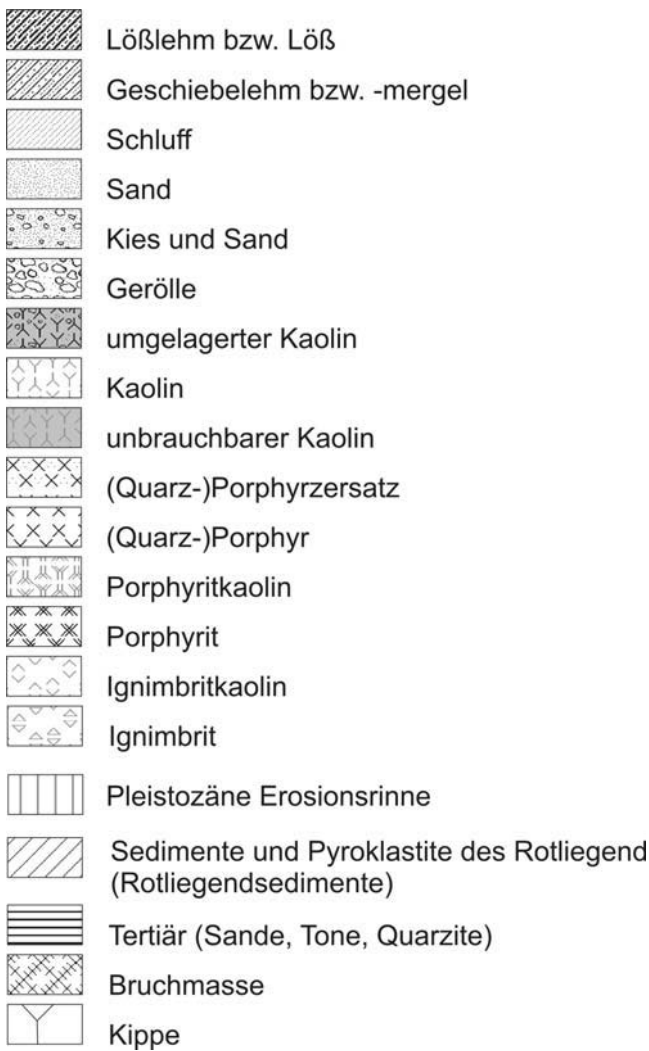 Lößlehm bzw. Löß
Geschiebelehm bzw. -mergel
Schluff
Sand
Kies und Sand
Gerölle
umgelagerter Kaolin
Kaolin
unbrauchbarer Kaolin
(Quarz-)Porphyrzersatz
(Quarz-)Porphyr
Porphyritkaolin
Porphyrit
Ignimbritkaolin
Ignimbrit
Pleistozäne Erosionsrinne
Sedimente und Pyroklastite des Rotliegend
(Rotliegendsedimente)
Tertiär (Sande, Tone, Quarzite)
Bruchmasse
Kippe